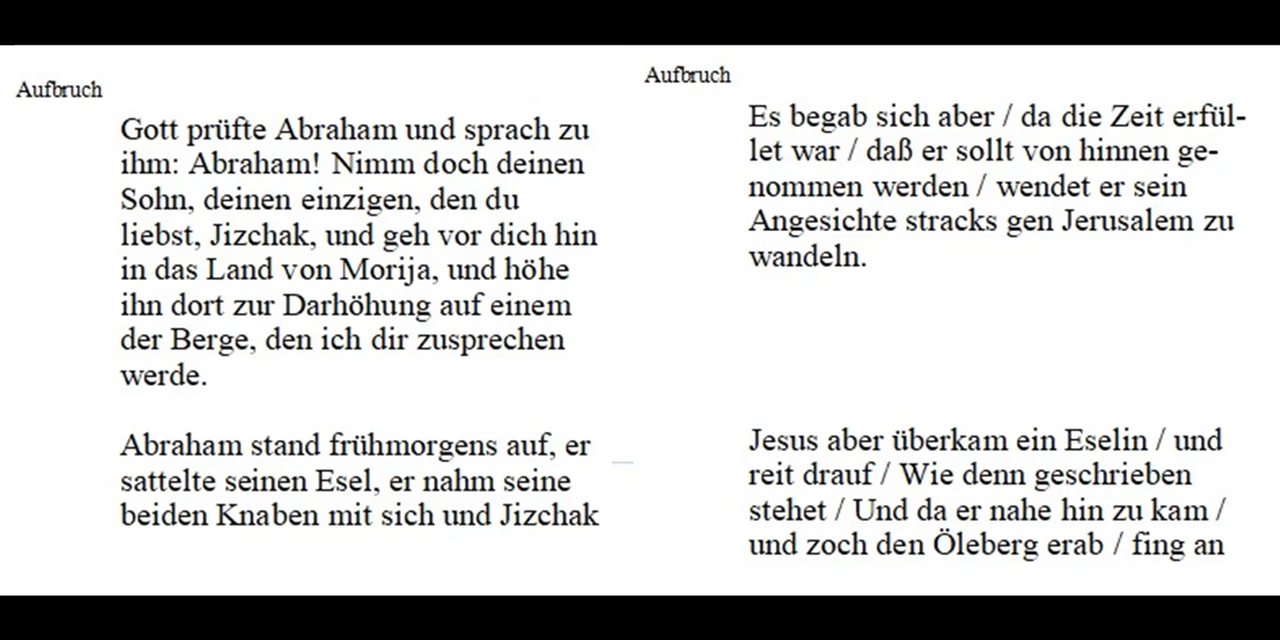 Aufbruch
Gott prüfte Abraham und sprach zu
ihm: Abraham! Nimm doch deinen
Sohn, deinen einzigen, den du
liebst, Jizchak, und geh vor dich hin
in das Land von Morija, und höhe
ihn dort zur Darhöhung auf einem
der Berge, den ich dir zusprechen
werde.
Abraham stand frühmorgens auf, er
sattelte seinen Esel, er nahm seine
beiden Knaben mit sich und Jizchak
Aufbruch
Es begab sich aber / da die Zeit erfül-
let war / daß er sollt von hinnen ge-
nommen werden / wendet er sein
Angesichte stracks gen Jerusalem zu
wandeln.
Jesus aber überkam ein Eselin / und
reit drauf / Wie denn geschrieben
stehet / Und da er nahe hin zu kam /
und zoch den Öleberg erab / fing an